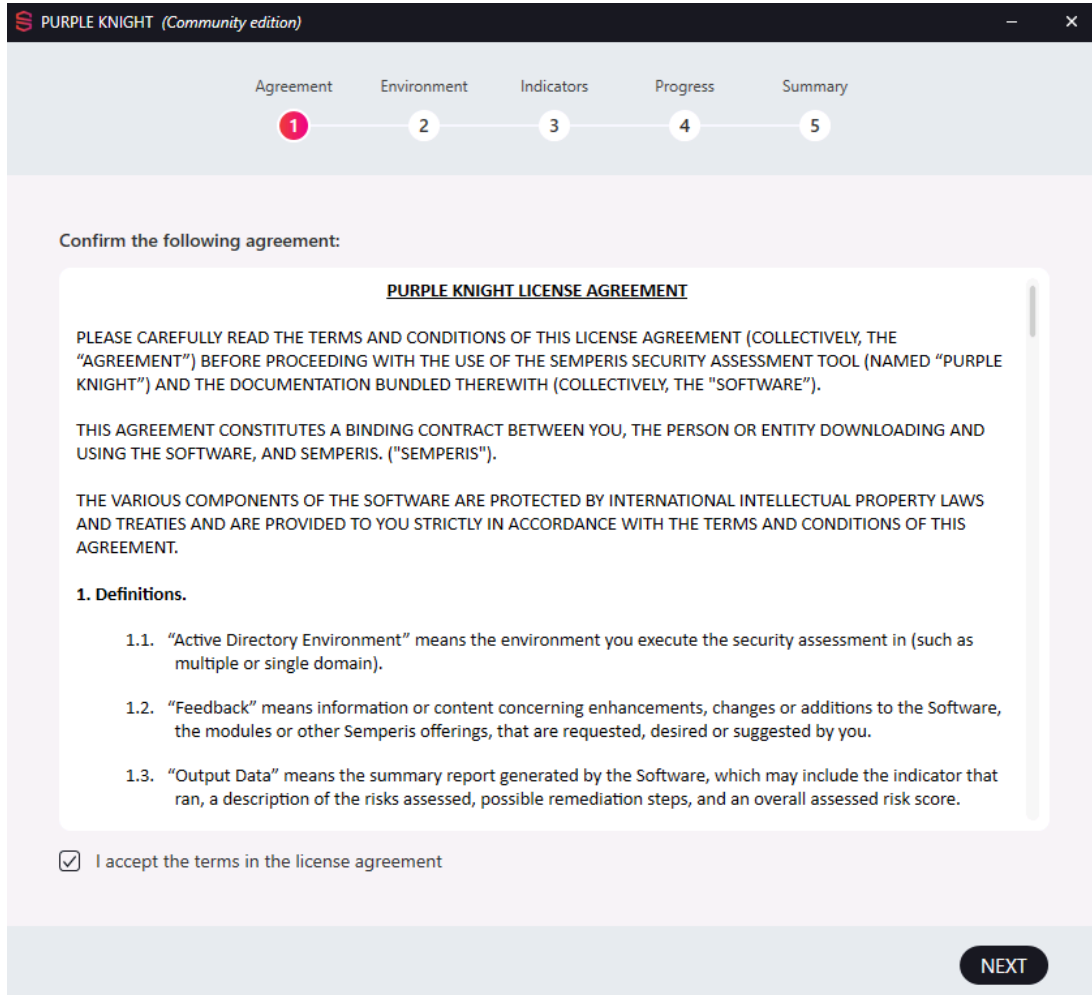 PURPLE KNIGHT (Community edition)
Agreement Environment Indicators Progress Summary
1 2 3 4 5
Confirm the following agreement:
PURPLE KNIGHT LICENSE AGREEMENT
PLEASE CAREFULLY READ THE TERMS AND CONDITIONS OF THIS LICENSE AGREEMENT (COLLECTIVELY, THE
“AGREEMENT”) BEFORE PROCEEDING WITH THE USE OF THE SEMPERIS SECURITY ASSESSMENT TOOL (NAMED “PURPLE
KNIGHT”) AND THE DOCUMENTATION BUNDLED THEREWITH (COLLECTIVELY, THE "SOFTWARE”).
THIS AGREEMENT CONSTITUTES A BINDING CONTRACT BETWEEN YOU, THE PERSON OR ENTITY DOWNLOADING AND
USING THE SOFTWARE, AND SEMPERIS. ("SEMPERIS").
THE VARIOUS COMPONENTS OF THE SOFTWARE ARE PROTECTED BY INTERNATIONAL INTELLECTUAL PROPERTY LAWS
AND TREATIES AND ARE PROVIDED TO YOU STRICTLY IN ACCORDANCE WITH THE TERMS AND CONDITIONS OF THIS
AGREEMENT.
1. Definitions.
1.1. “Active Directory Environment” means the environment you execute the security assessment in (such as
multiple or single domain).
1.2. “Feedback” means information or content concerning enhancements, changes or additions to the Software,
the modules or other Semperis offerings, that are requested, desired or suggested by you.
1.3. “Output Data” means the summary report generated by the Software, which may include the indicator that
ran, a description of the risks assessed, possible remediation steps, and an overall assessed risk score.
I accept the terms in the license agreement
NEXT